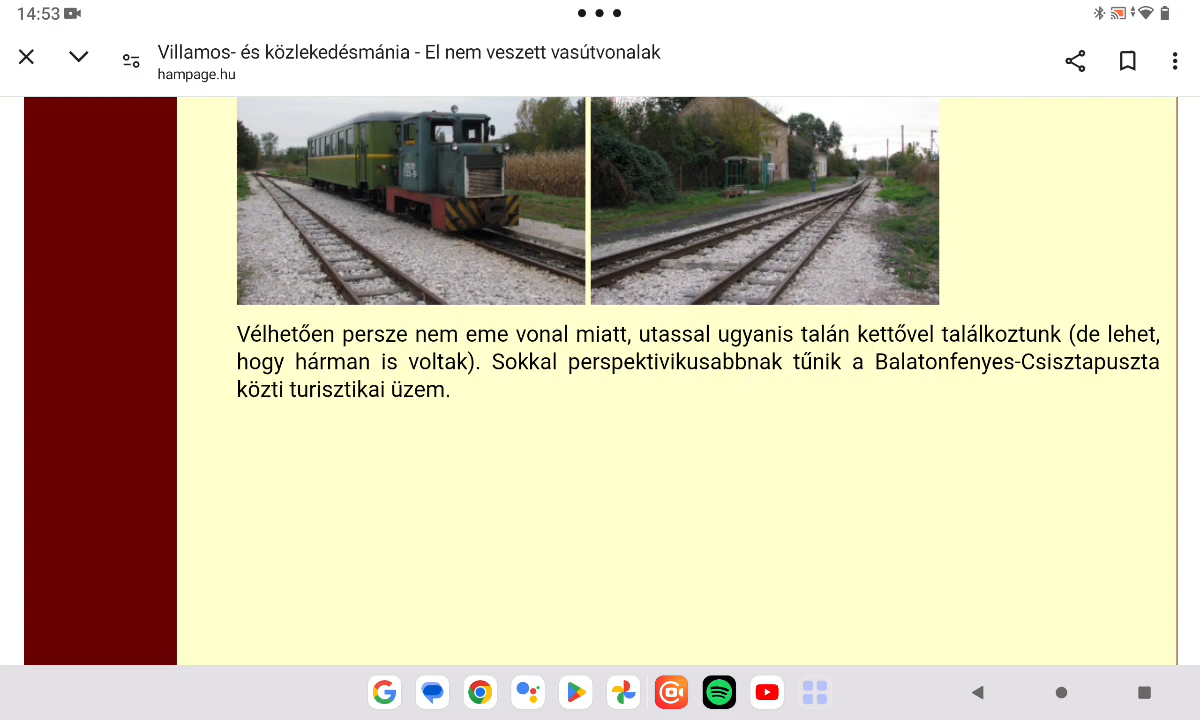 14:53
Villamos- és közlekedésmánia - El nem veszett vasútvonalak
hampage.hu
Vélhetően persze nem eme vonal miatt, utassal ugyanis talán kettővel találkoztunk (de lehet,
hogy hárman is voltak). Sokkal perspektivikusabbnak tűnik a Balatonfenyes-Csisztapuszta
közti turisztikai üzem.